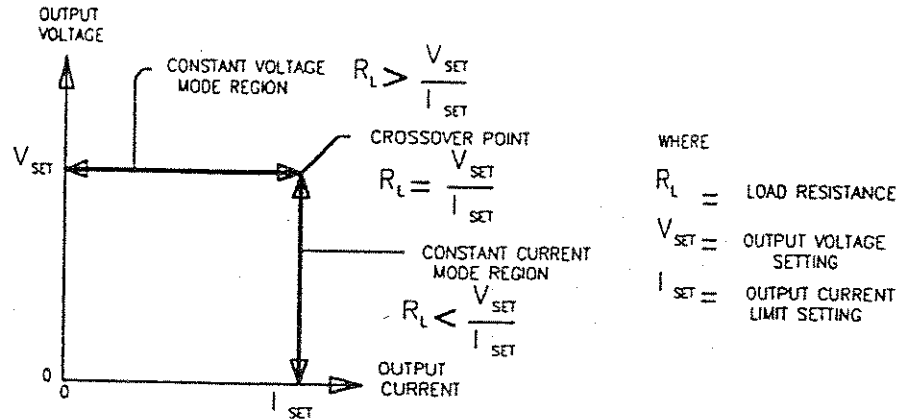 OUTPUT
VOLTAGE
CONSTANT VOLTAGE
MODE REGION
R_L > V_SET / I_SET
CROSSOVER POINT
V_SET
R_L = V_SET / I_SET
CONSTANT CURRENT
MODE REGION
R_L < V_SET / I_SET
0
0
I_SET
OUTPUT
CURRENT
WHERE
R_L = LOAD RESISTANCE
V_SET = OUTPUT VOLTAGE
SETTING
I_SET = OUTPUT CURRENT
LIMIT SETTING